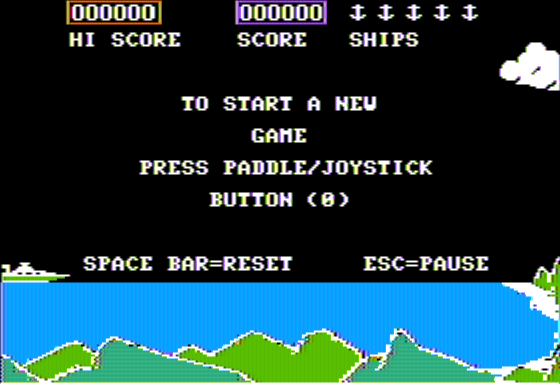 000000 000000
HI SCORE SCORE SHIPS
TO START A NEW
GAME
PRESS PADDLE/JOYSTICK
BUTTON (0)
SPACE BAR=RESET ESC=PAUSE